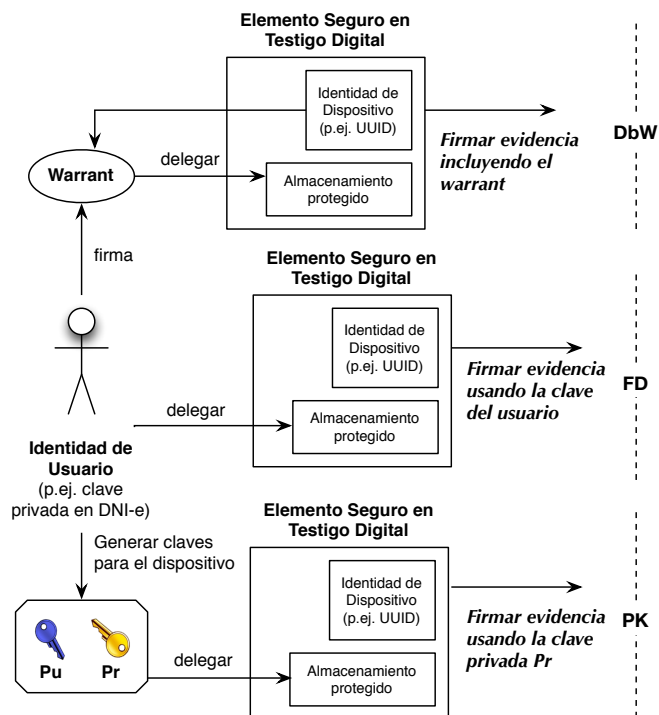 Elemento Seguro en
Testigo Digital
Identidad de
Dispositivo
(p.ej. UUID)
DbW
Firmar evidencia
incluyendo el
warrant
delegar
Warrant
Almacenamiento
protegido
firma
Elemento Seguro en
Testigo Digital
Identidad de
Dispositivo
(p.ej. UUID)
Firmar evidencia
usando la clave
del usuario
FD
delegar
Almacenamiento
protegido
Identidad de
Usuario
(p.ej. clave
privada en DNI-e)
Elemento Seguro en
Testigo Digital
Generar claves
para el dispositivo
Identidad de
Dispositivo
(p.ej. UUID)
Firmar evidencia
usando la clave
privada Pr
PK
Pu
Pr
delegar
Almacenamiento
protegido